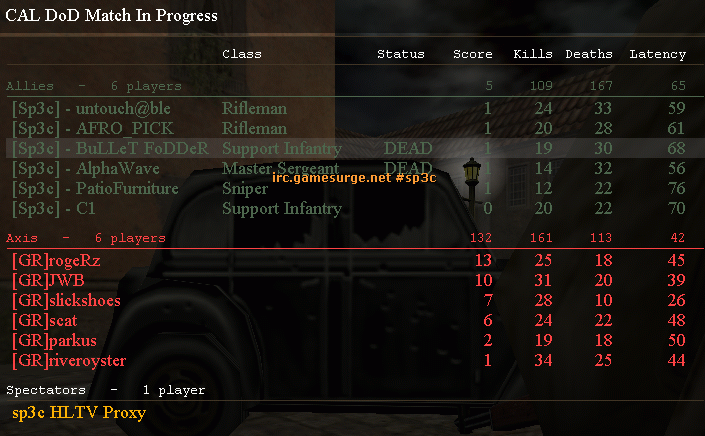 CAL DoD Match In Progress
Class Status Score Kills Deaths Latency
Allies - 6 players 5 109 167 65
[Sp3c] - untouch@ble Rifleman 1 24 33 59
[Sp3c] - AFRO_PICK Rifleman 1 20 28 61
[Sp3c] - BuLLeT FoDDeR Support Infantry DEAD 1 19 30 68
[Sp3c] - AlphaWave Master Sergeant DEAD 1 14 32 56
irc.gamesurge.net #sp3c
[Sp3c] - PatioFurniture Sniper 1 12 22 76
[Sp3c] - C1 Support Infantry 0 20 22 70
Axis - 6 players 132 161 113 42
[GR]rogeRz 13 25 18 45
[GR]JWB 10 31 20 39
[GR]slickshoes 7 28 10 26
[GR]scat 6 24 22 48
[GR]parkus 2 19 18 50
[GR]riveroyster 1 34 25 44
Spectators - 1 player
sp3c HLTV Proxy